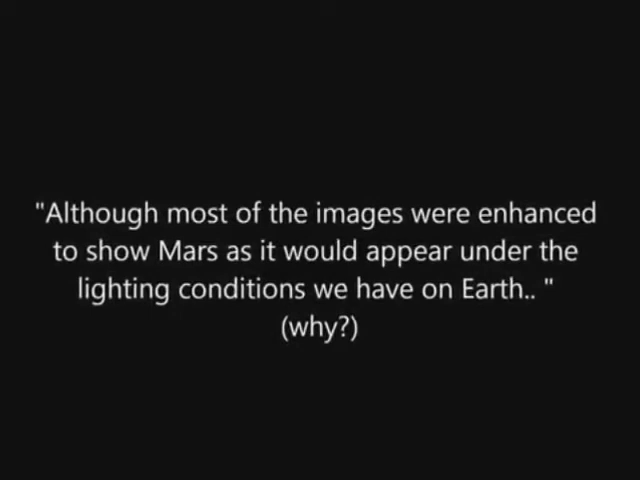 "Although most of the images were enhanced
to show Mars as it would appear under the
lighting conditions we have on Earth.. "
(why?)